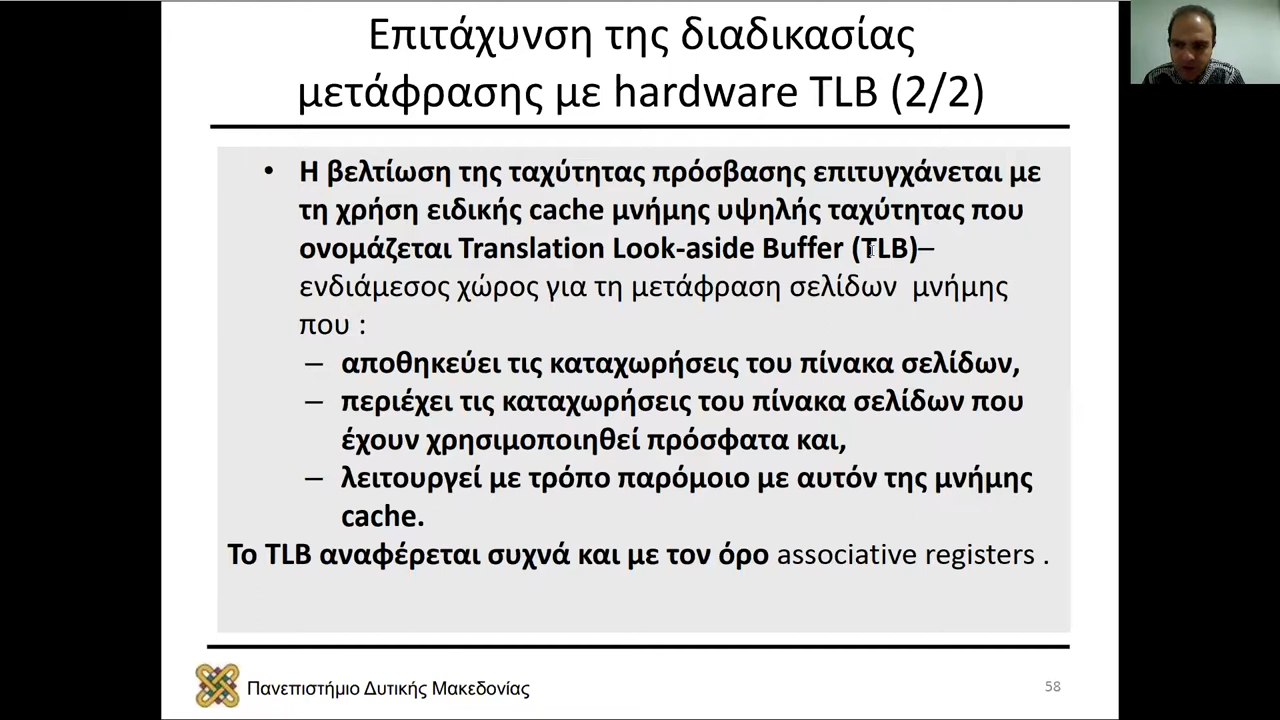 Επιτάχυνση της διαδικασίας
μετάφρασης με hardware TLB (2/2)
• Η βελτίωση της ταχύτητας πρόσβασης επιτυγχάνεται με
τη χρήση ειδικής cache μνήμης υψηλής ταχύτητας που
ονομάζεται Translation Look-aside Buffer (TLB)–
ενδιάμεσος χώρος για τη μετάφραση σελίδων μνήμης
που :
– αποθηκεύει τις καταχωρήσεις του πίνακα σελίδων,
– περιέχει τις καταχωρήσεις του πίνακα σελίδων που
έχουν χρησιμοποιηθεί πρόσφατα και,
– λειτουργεί με τρόπο παρόμοιο με αυτόν της μνήμης
cache.
Το TLB αναφέρεται συχνά και με τον όρο associative registers .
Πανεπιστήμιο Δυτικής Μακεδονίας
58